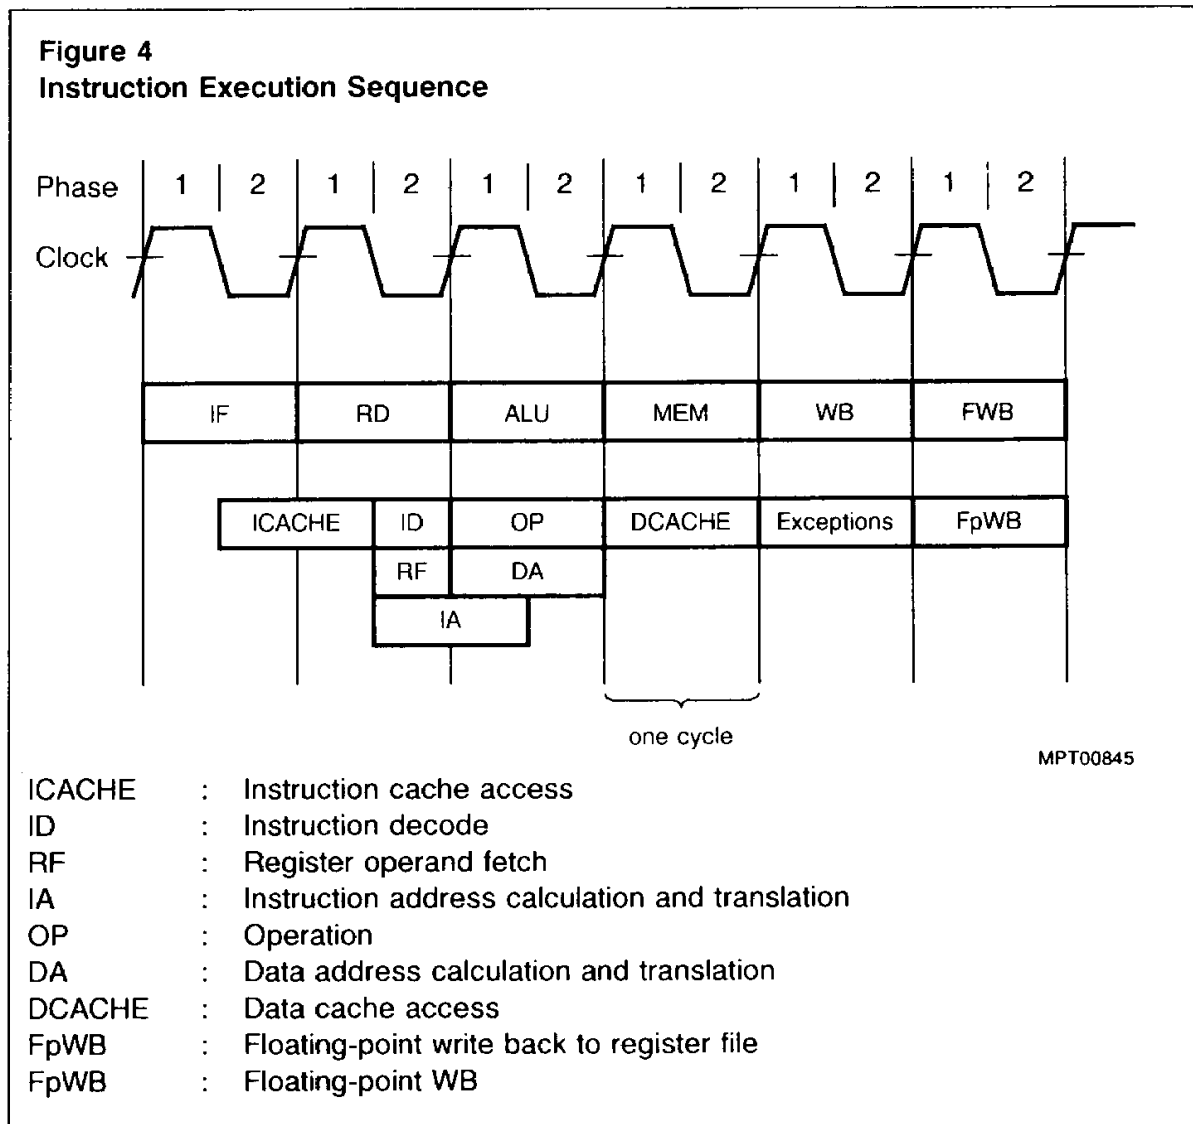 Figure 4
Instruction Execution Sequence
Phase 1 2 1 2 1 2 1 2 1 2 1 2
Clock
IF RD ALU MEM WB FWB
ICACHE ID OP DCACHE Exceptions FpWB
RF DA
IA
one cycle
MPT00845
ICACHE : Instruction cache access
ID : Instruction decode
RF : Register operand fetch
IA : Instruction address calculation and translation
OP : Operation
DA : Data address calculation and translation
DCACHE : Data cache access
FpWB : Floating-point write back to register file
FpWB : Floating-point WB